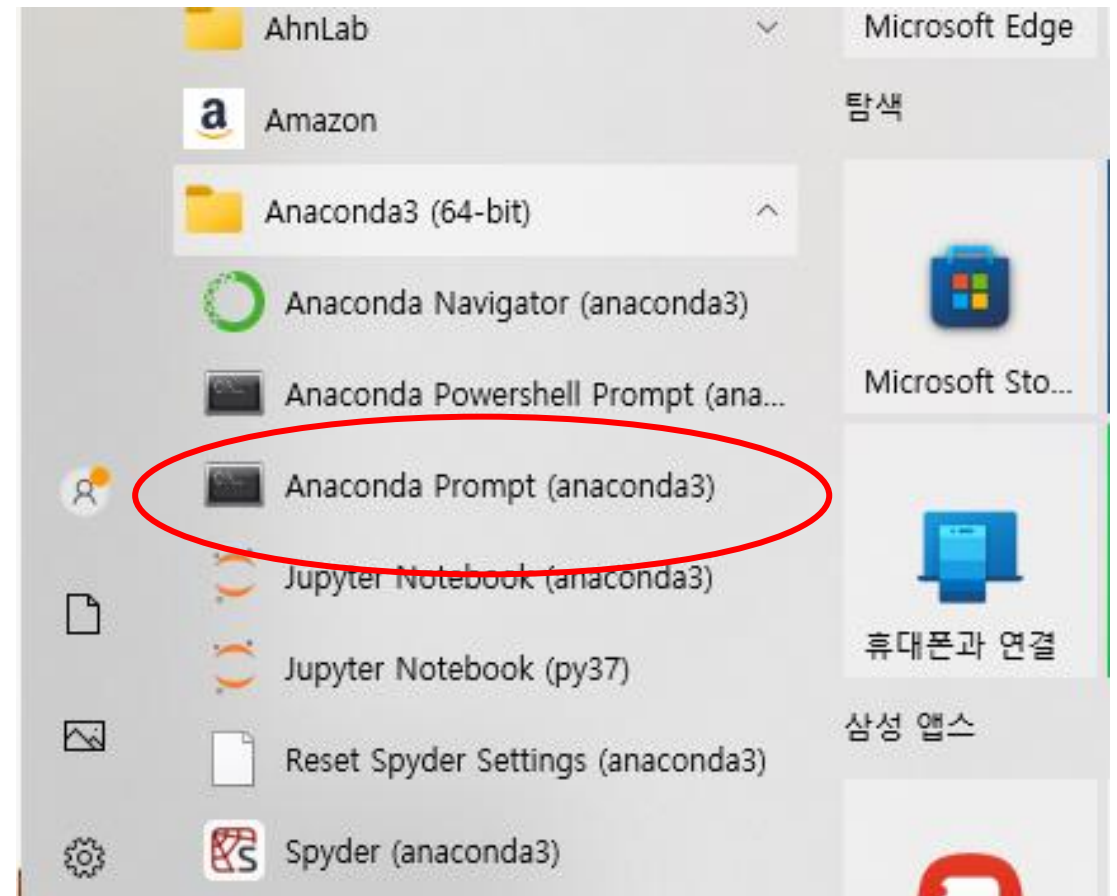 AhnLab
Amazon
Anaconda3 (64-bit)
Anaconda Navigator (anaconda3)
Anaconda Powershell Prompt (ana...
Anaconda Prompt (anaconda3)
Jupyter Notebook (anaconda3)
Jupyter Notebook (py37)
Reset Spyder Settings (anaconda3)
Spyder (anaconda3)
Microsoft Edge
탐색
Microsoft Sto...
휴대폰과 연결
삼성 앱스